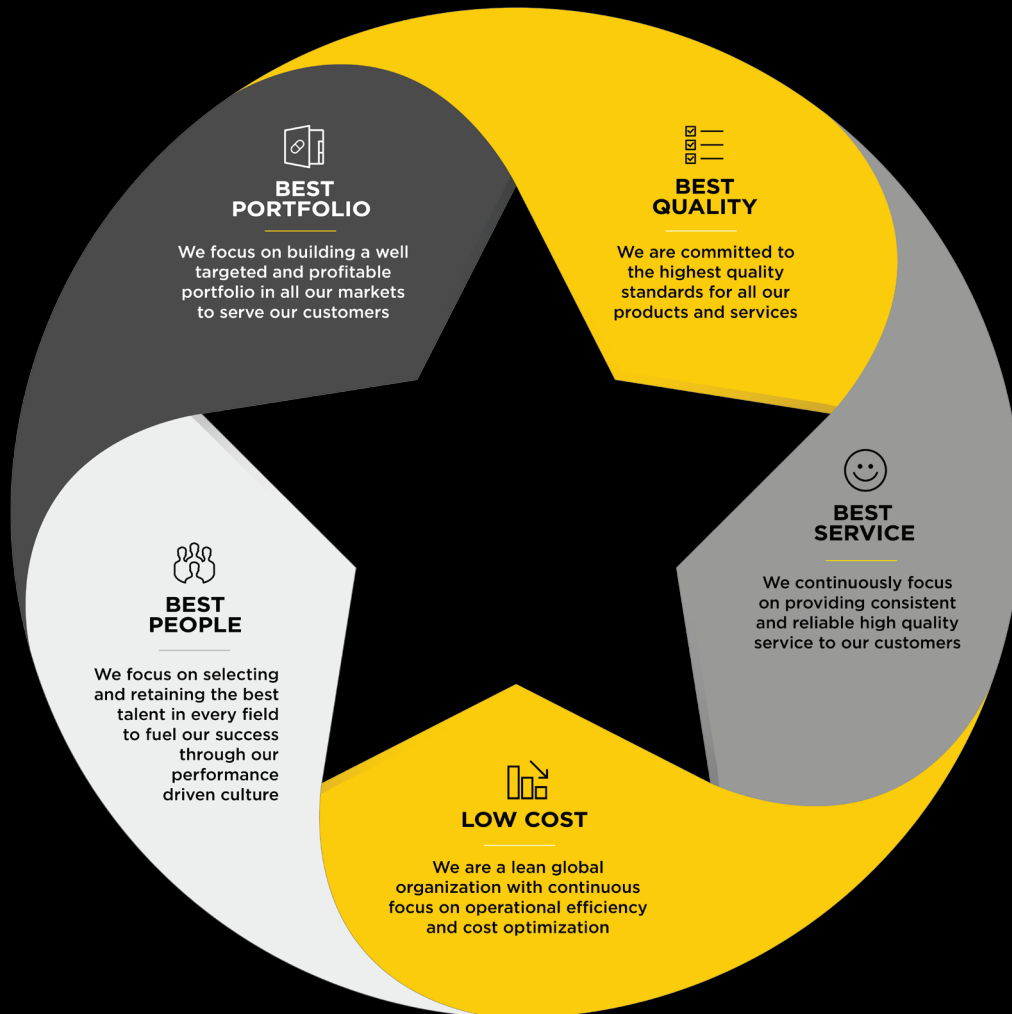 BEST
PORTFOLIO
We focus on building a well
targeted and profitable
portfolio in all our markets
to serve our customers
BEST
QUALITY
We are committed to
the highest quality
standards for all our
products and services
BEST
SERVICE
We continuously focus
on providing consistent
and reliable high quality
service to our customers
LOW COST
We are a lean global
organization with continuous
focus on operational efficiency
and cost optimization
BEST
PEOPLE
We focus on selecting
and retaining the best
talent in every field
to fuel our success
through our
performance
driven culture